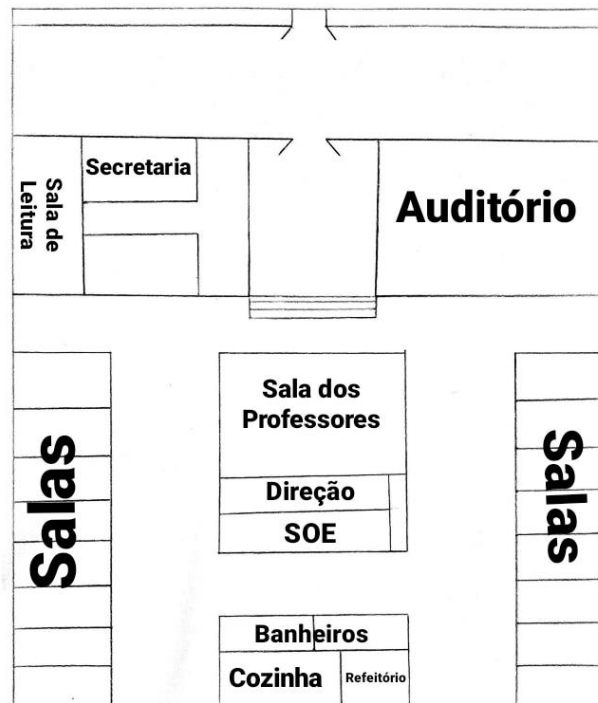 Secretaria
Sala de
Leitura
Auditório
Sala dos
Professores
Direção
SOE
Salas
Salas
Banheiros
Cozinha
Refeitório